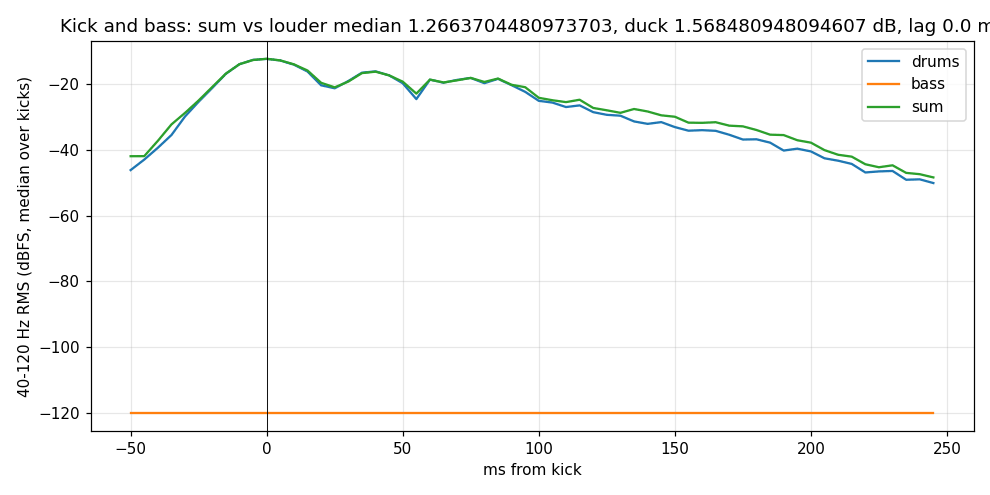 Kick and bass: sum vs louder median 1.2663704480973703, duck 1.568480948094607 dB, lag 0.0 m
drums
bass
sum
40-120 Hz RMS (dBFS, median over kicks)
−20
−40
−60
−80
−100
−120
−50
0
50
100
150
200
250
ms from kick